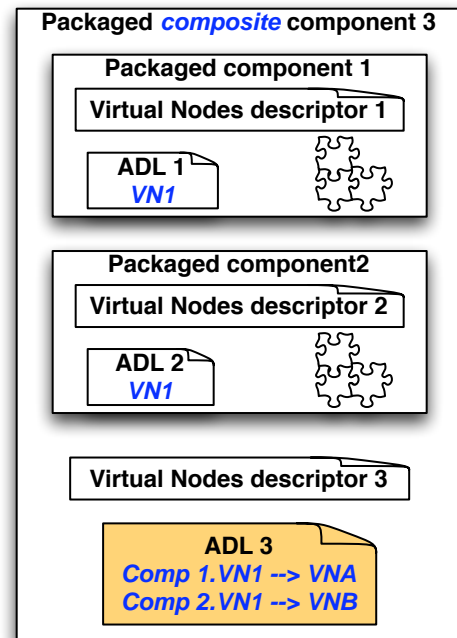 Packaged composite component 3
Packaged component 1
Virtual Nodes descriptor 1
ADL 1
VN1
Packaged component2
Virtual Nodes descriptor 2
ADL 2
VN1
Virtual Nodes descriptor 3
ADL 3
Comp 1.VN1 --> VNA
Comp 2.VN1 --> VNB